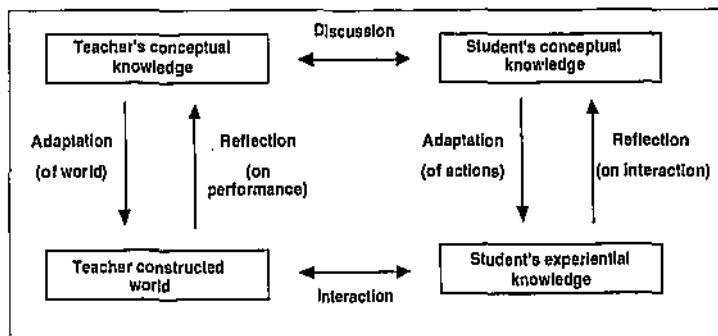 Discussion
Teacher's conceptual
knowledge
Student's conceptual
knowledge
Adaptation
(of world)
Reflection
(on
performance)
Adaptation
(of actions)
Reflection
(on interaction)
Teacher constructed
world
Student's experiential
knowledge
Interaction